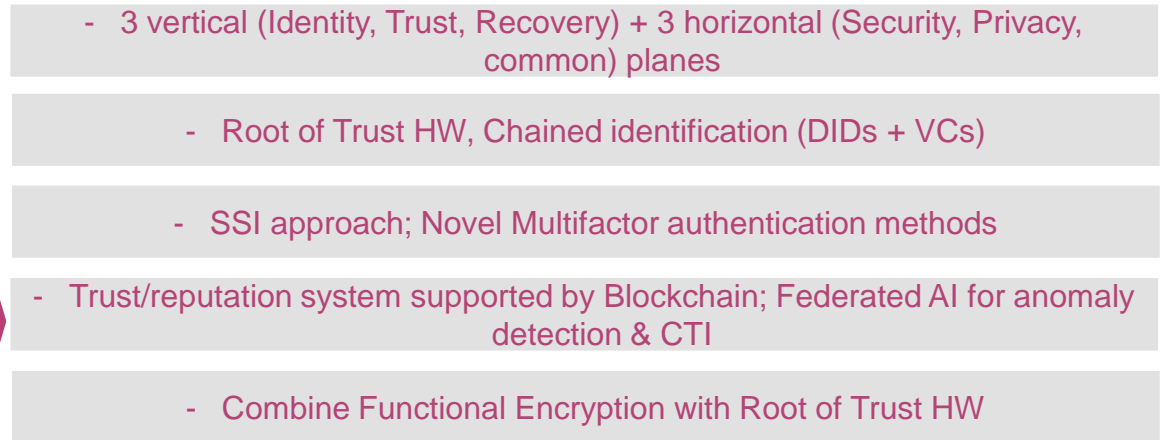 - 3 vertical (Identity, Trust, Recovery) + 3 horizontal (Security, Privacy,
common) planes
- Root of Trust HW, Chained identification (DIDs + VCs)
- SSI approach; Novel Multifactor authentication methods
- Trust/reputation system supported by Blockchain; Federated AI for anomaly
detection & CTI
- Combine Functional Encryption with Root of Trust HW